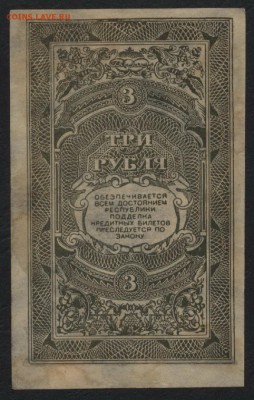 COINS.LAVE.RU
3
ТРИ
РУБЛЯ
ОБЕЗПЕЧИВАЕТСЯ
ВСЕМ ДОСТОЯНИЕМ
РЕСПУБЛИКИ.
ПОДДЕЛКА
КРЕДИТНЫХ БИЛЕТОВ
ПРЕСЛЕДУЕТСЯ ПО
ЗАКОНУ.
3